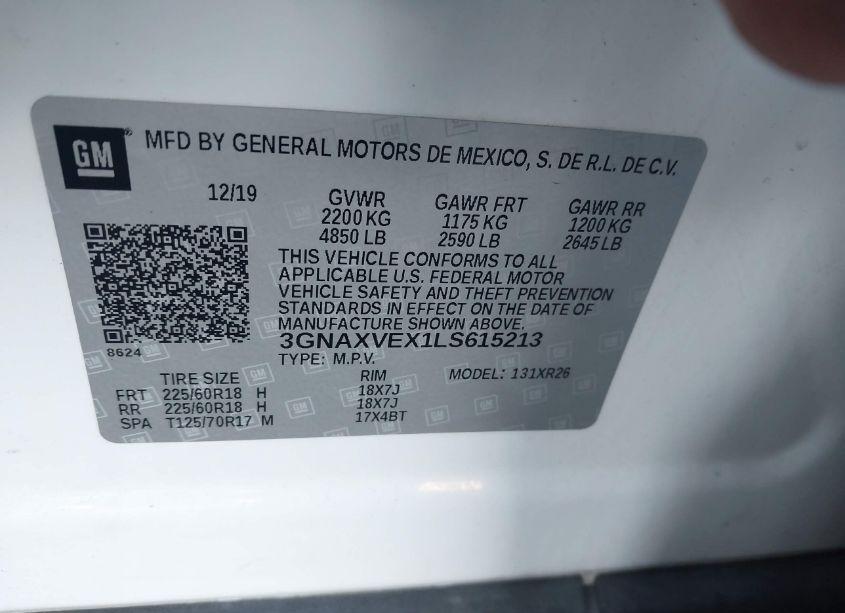 GM® MFD BY GENERAL MOTORS DE MEXICO, S. DE R.L. DE C.V.
12/19 GVWR GAWR FRT GAWR RR
2200 KG 1175 KG 1200 KG
4850 LB 2590 LB 2645 LB
THIS VEHICLE CONFORMS TO ALL
APPLICABLE U.S. FEDERAL MOTOR
VEHICLE SAFETY AND THEFT PREVENTION
STANDARDS IN EFFECT ON THE DATE OF
MANUFACTURE SHOWN ABOVE.
3GNAXVEX1LS615213
8624 TYPE: M.P.V.
TIRE SIZE RIM MODEL: 131XR26
FRT 225/60R18 H 18X7J
RR 225/60R18 H 18X7J
SPA T125/70R17 M 17X4BT